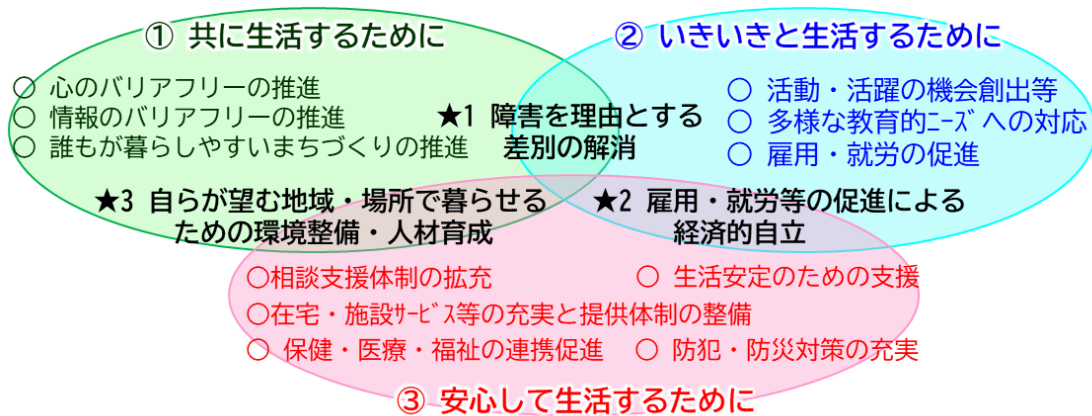 ① 共に生活するために
○ 心のバリアフリーの推進
○ 情報のバリアフリーの推進
○ 誰もが暮らしやすいまちづくりの推進
② いきいきと生活するために
○ 活動・活躍の機会創出等
○ 多様な教育的ﾆｰｽﾞへの対応
○ 雇用・就労の促進
★1 障害を理由とする
差別の解消
★3 自らが望む地域・場所で暮らせる
ための環境整備・人材育成
★2 雇用・就労等の促進による
経済的自立
○相談支援体制の拡充
○ 生活安定のための支援
○在宅・施設ｻｰﾋﾞｽ等の充実と提供体制の整備
○ 保健・医療・福祉の連携促進
○ 防犯・防災対策の充実
③ 安心して生活するために